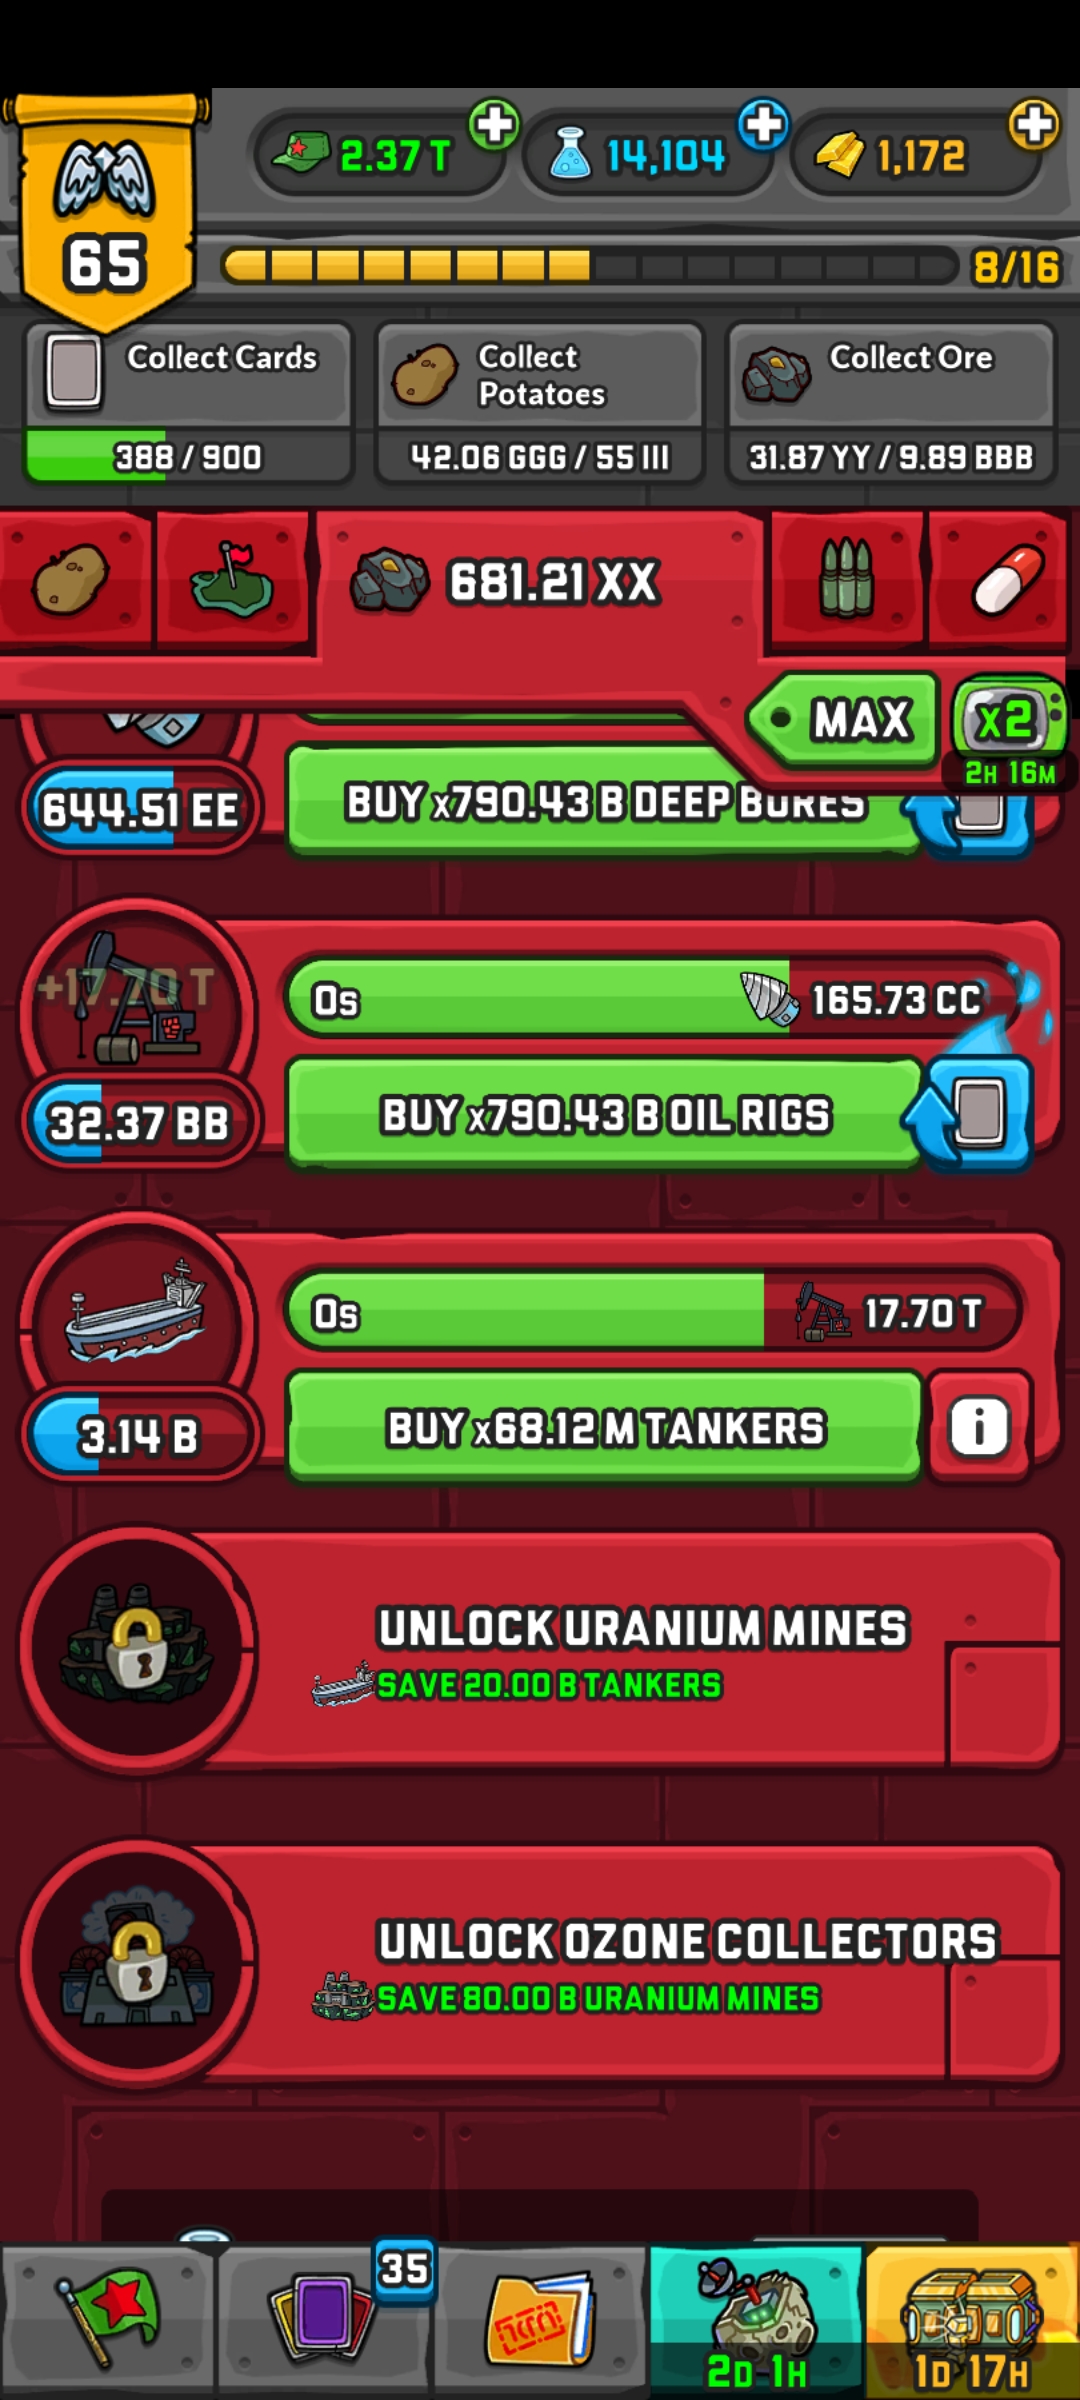 2.37 T
14,104
1,172
65
8/16
Collect Cards
388 / 900
Collect
Potatoes
42.06 GGG / 55 III
Collect Ore
31.87 YY / 9.89 BBB
681.21 XX
MAX
x2
2H 16M
644.51 EE
BUY x790.43 B DEEP BORES
+17.70 T
0s
165.73 CC
32.37 BB
BUY x790.43 B OIL RIGS
0s
17.70 T
3.14 B
BUY x68.12 M TANKERS
i
UNLOCK URANIUM MINES
SAVE 20.00 B TANKERS
UNLOCK OZONE COLLECTORS
SAVE 80.00 B URANIUM MINES
35
2D 1H
1D 17H